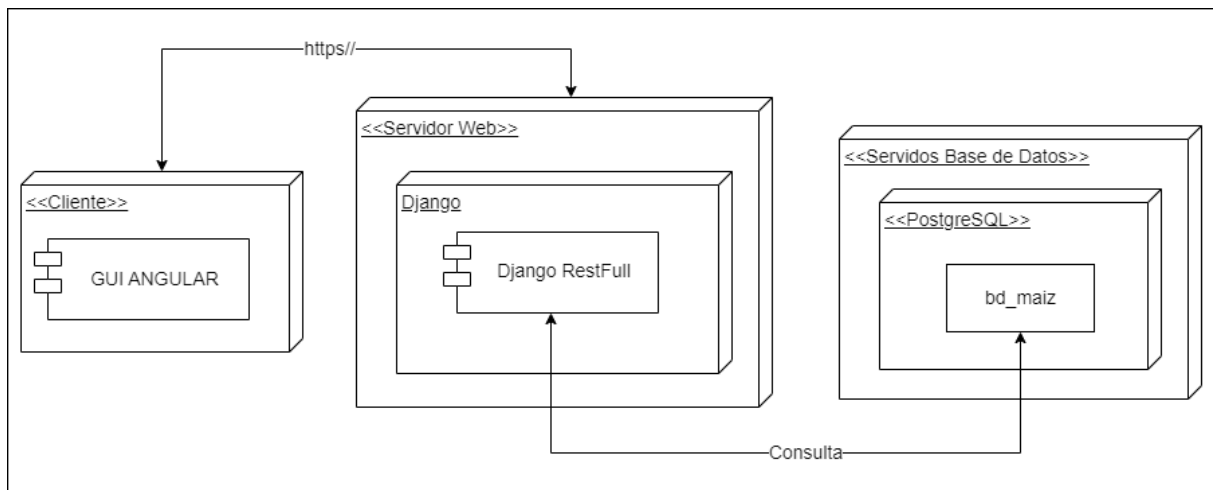 https//
<<Servidor Web>>
<<Servidos Base de Datos>>
<<Cliente>>
Django
<<PostgreSQL>>
GUI ANGULAR
Django RestFull
bd_maiz
Consulta